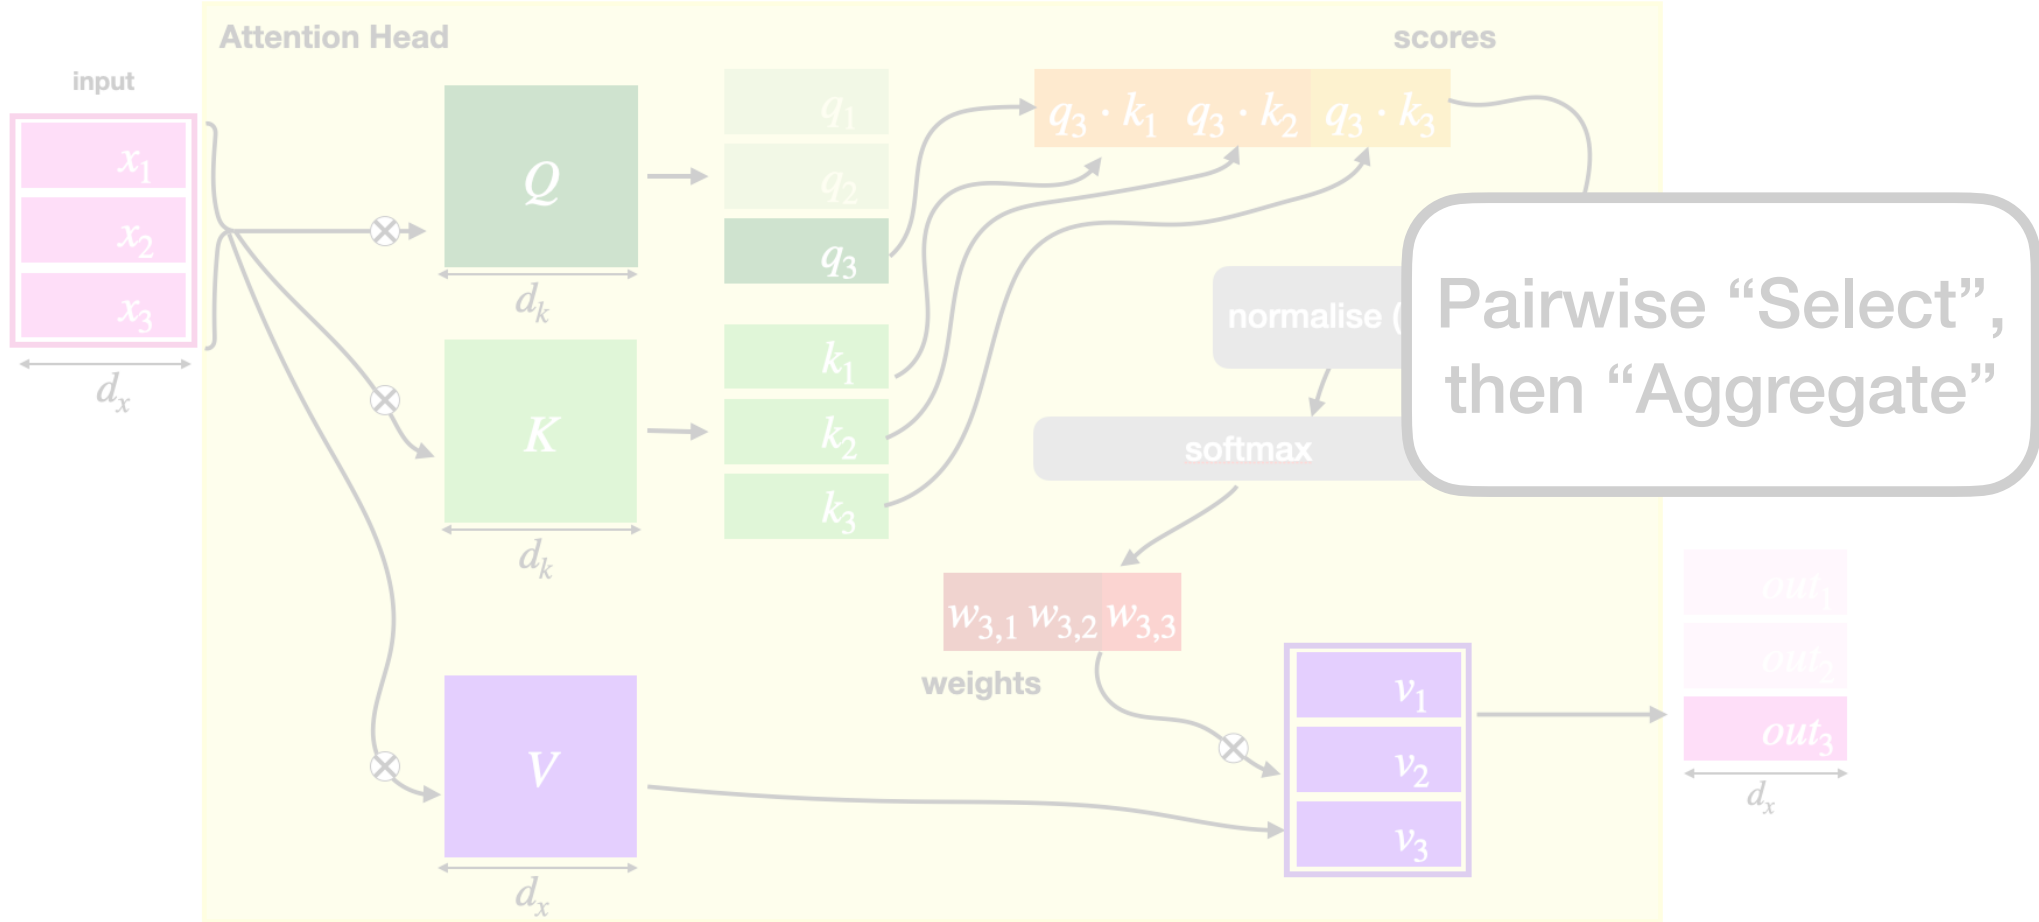 Attention Head
scores
input
x₁
x₂
x₃
dₓ
Q
dₖ
q₁
q₂
q₃
q₃ · k₁ q₃ · k₂ q₃ · k₃
K
dₖ
k₁
k₂
k₃
normalise (
softmax
Pairwise “Select”,
then “Aggregate”
w₃,₁ w₃,₂ w₃,₃
weights
V
dₓ
v₁
v₂
v₃
out₁
out₂
out₃
dₓ